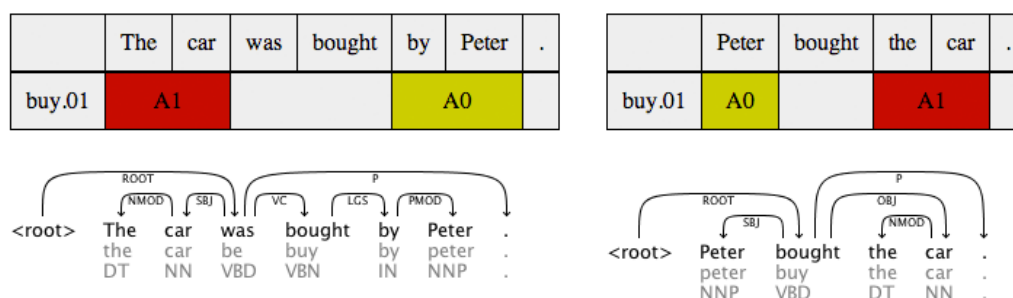 The car was bought by Peter .
buy.01 A1 A0
ROOT P
NMOD SBJ VC LGS PMOD
<root> The car was bought by Peter .
the car be buy by peter .
DT NN VBD VBN IN NNP .
Peter bought the car .
buy.01 A0 A1
P
ROOT OBJ
SBJ NMOD
<root> Peter bought the car .
peter buy the car .
NNP VBD DT NN .